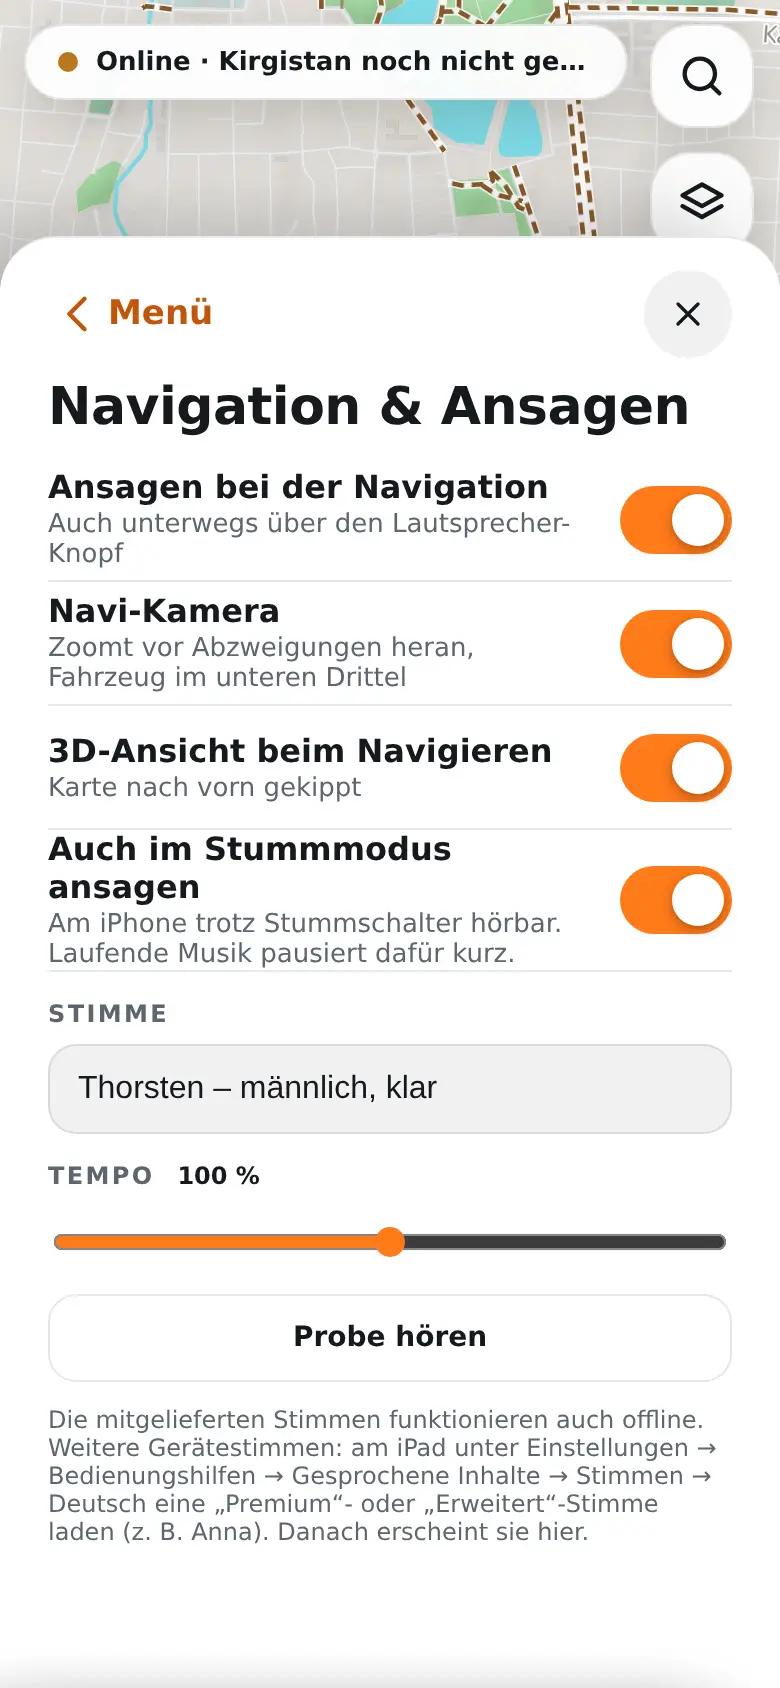 Online · Kirgistan noch nicht ge…
Menü
Navigation & Ansagen
Ansagen bei der Navigation
Auch unterwegs über den Lautsprecher-
Knopf
Navi-Kamera
Zoomt vor Abzweigungen heran,
Fahrzeug im unteren Drittel
3D-Ansicht beim Navigieren
Karte nach vorn gekippt
Auch im Stummmodus
ansagen
Am iPhone trotz Stummschalter hörbar.
Laufende Musik pausiert dafür kurz.
STIMME
Thorsten – männlich, klar
TEMPO 100 %
Probe hören
Die mitgelieferten Stimmen funktionieren auch offline.
Weitere Gerätestimmen: am iPad unter Einstellungen →
Bedienungshilfen → Gesprochene Inhalte → Stimmen →
Deutsch eine „Premium“- oder „Erweitert“-Stimme
laden (z. B. Anna). Danach erscheint sie hier.